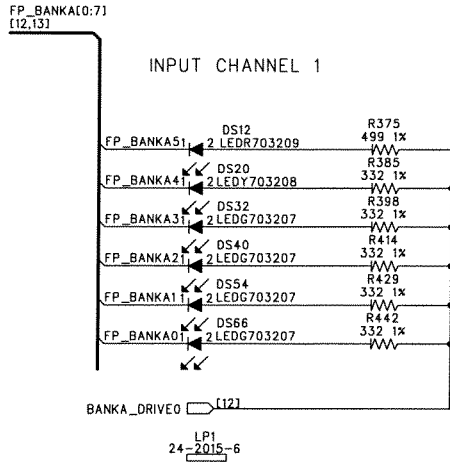 FP_BANKA[0:7]
[12,13]
INPUT CHANNEL 1
DS12
R375
499 1%
FP_BANKA5 1 2 LEDR703209
DS20
R385
332 1%
FP_BANKA4 1 2 LEDY703208
DS32
R398
332 1%
FP_BANKA3 1 2 LEDG703207
DS40
R414
332 1%
FP_BANKA2 1 2 LEDG703207
DS54
R429
332 1%
FP_BANKA1 1 2 LEDG703207
DS66
R442
332 1%
FP_BANKA0 1 2 LEDG703207
BANKA_DRIVE0 [12]
LP1
24-2015-6